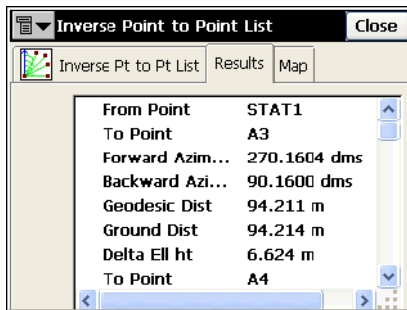 Inverse Point to Point List Close
Inverse Pt to Pt List Results Map
From Point STAT1
To Point A3
Forward Azim... 270.1604 dms
Backward Azi... 90.1600 dms
Geodesic Dist 94.211 m
Ground Dist 94.214 m
Delta Ell ht 6.624 m
To Point A4